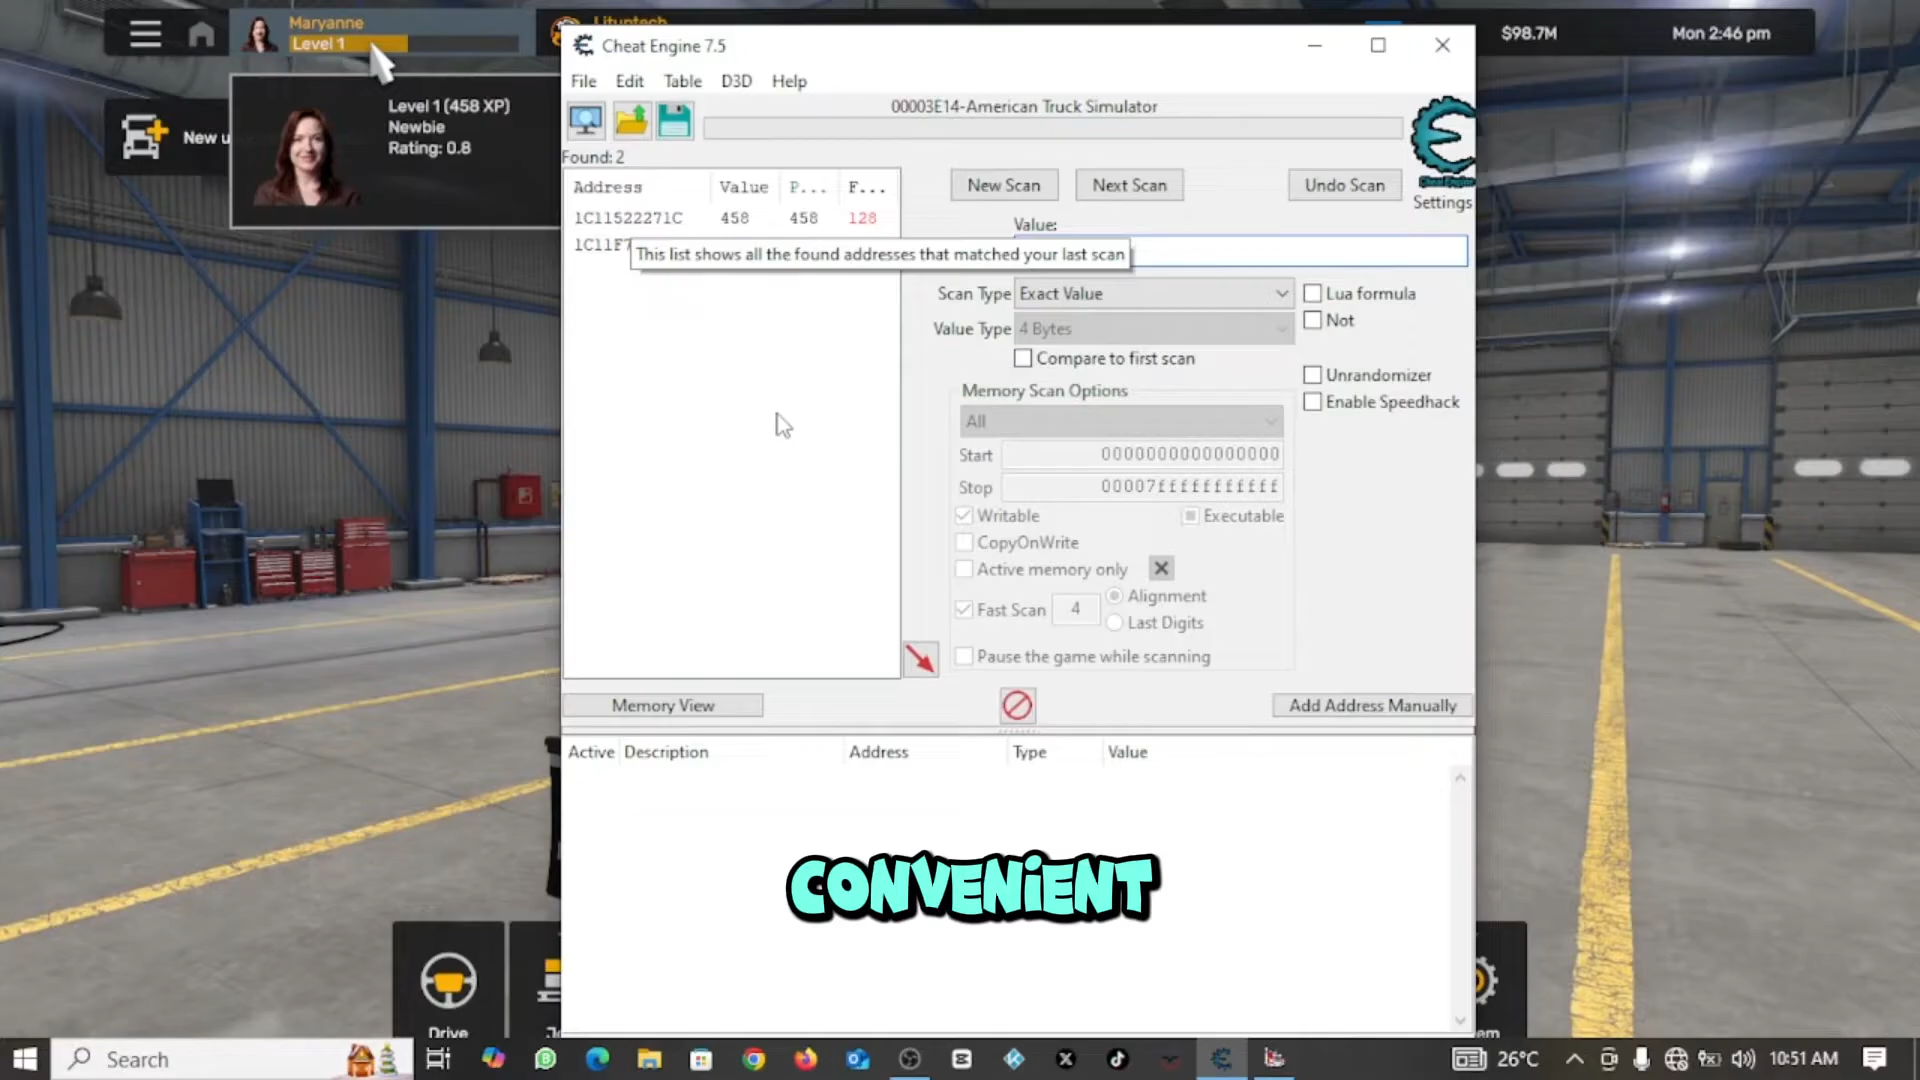 Maryanne
Level 1
Lituptech
$98.7M
Mon 2:46 pm
Level 1 (458 XP)
Newbie
Rating: 0.8
New u
Cheat Engine 7.5
File Edit Table D3D Help
00003E14-American Truck Simulator
Found: 2
Address Value P... F...
1C11522271C 458 458 128
1C11F7
This list shows all the found addresses that matched your last scan
New Scan Next Scan Undo Scan
Cheat Engine
Settings
Value:
Scan Type Exact Value
Lua formula
Not
Value Type 4 Bytes
Compare to first scan
Unrandomizer
Enable Speedhack
Memory Scan Options
All
Start 0000000000000000
Stop 00007fffffffffff
Writable Executable
CopyOnWrite
Active memory only
Fast Scan 4 Alignment
Last Digits
Pause the game while scanning
Memory View
Add Address Manually
Active Description Address Type Value
CONVENIENT
Drive
em
Search
26°C
10:51 AM